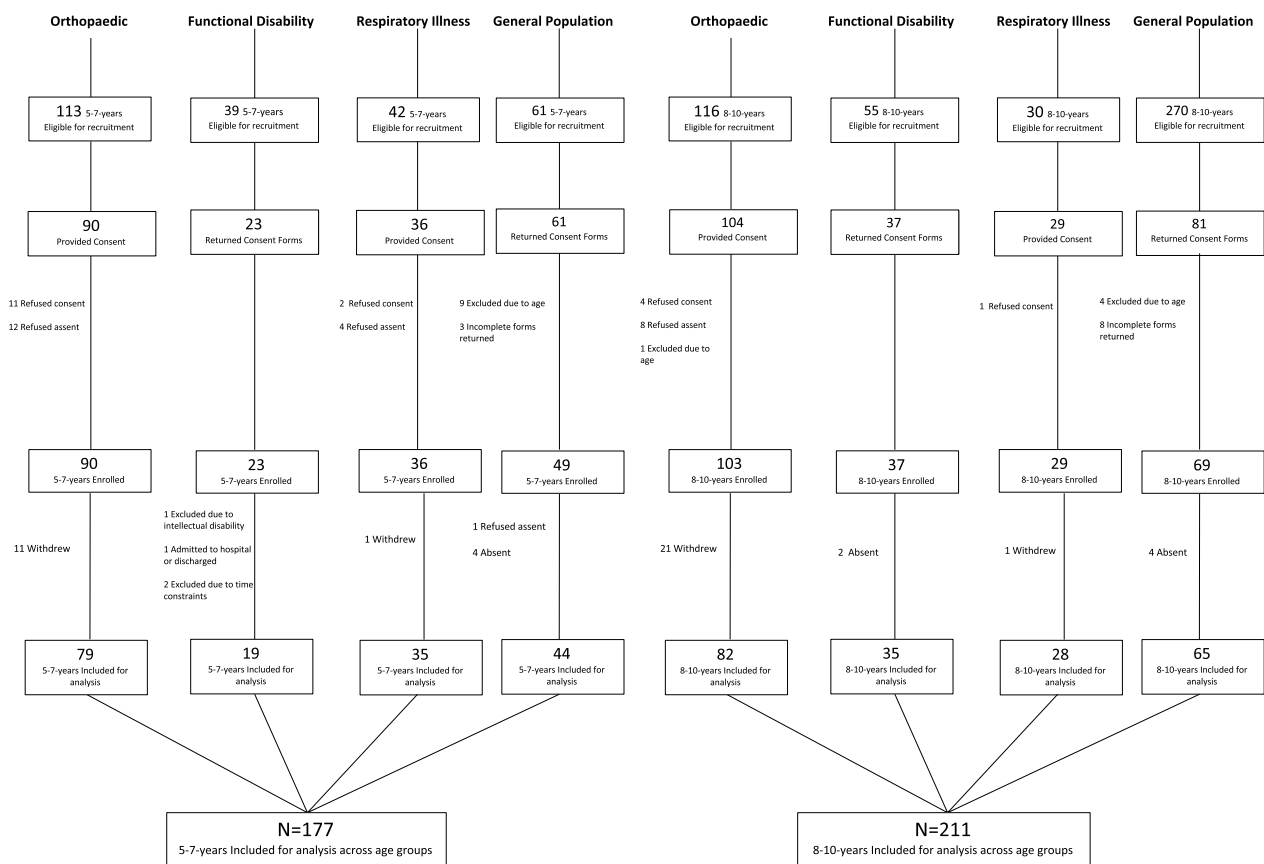 Orthopaedic
Functional Disability
Respiratory Illness
General Population
Orthopaedic
Functional Disability
Respiratory Illness
General Population
113 5-7-years
Eligible for recruitment
39 5-7-years
Eligible for recruitment
42 5-7-years
Eligible for recruitment
61 5-7-years
Eligible for recruitment
116 8-10-years
Eligible for recruitment
55 8-10-years
Eligible for recruitment
30 8-10-years
Eligible for recruitment
270 8-10-years
Eligible for recruitment
90
Provided Consent
23
Returned Consent Forms
36
Provided Consent
61
Returned Consent Forms
104
Provided Consent
37
Returned Consent Forms
29
Provided Consent
81
Returned Consent Forms
11 Refused consent
12 Refused assent
2 Refused consent
4 Refused assent
9 Excluded due to age
3 Incomplete forms
returned
4 Refused consent
8 Refused assent
1 Excluded due to
age
1 Refused consent
4 Excluded due to age
8 Incomplete forms
returned
90
5-7-years Enrolled
23
5-7-years Enrolled
36
5-7-years Enrolled
49
5-7-years Enrolled
103
8-10-years Enrolled
37
8-10-years Enrolled
29
8-10-years Enrolled
69
8-10-years Enrolled
11 Withdrew
1 Excluded due to
intellectual disability
1 Admitted to hospital
or discharged
2 Excluded due to time
constraints
1 Withdrew
1 Refused assent
4 Absent
21 Withdrew
2 Absent
1 Withdrew
4 Absent
79
5-7-years Included for
analysis
19
5-7-years Included for
analysis
35
5-7-years Included for
analysis
44
5-7-years Included for
analysis
82
8-10-years Included for
analysis
35
8-10-years Included for
analysis
28
8-10-years Included for
analysis
65
8-10-years Included for
analysis
N=177
5-7-years Included for analysis across age groups
N=211
8-10-years Included for analysis across age groups